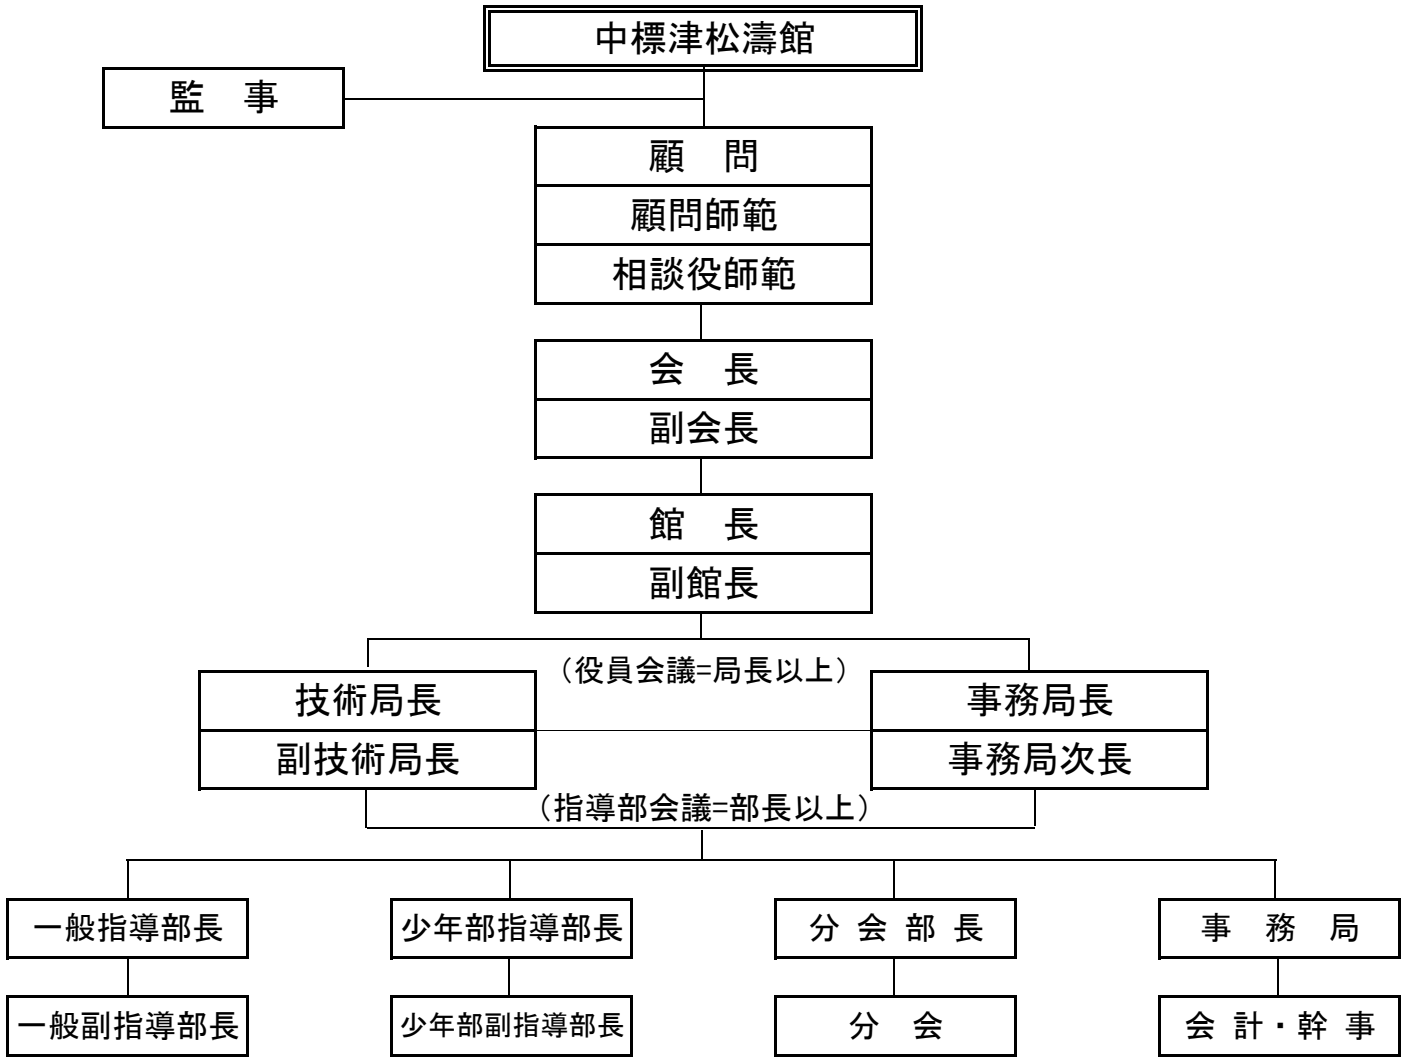 中標津松濤館
監　事
顧　問
顧問師範
相談役師範
会　長
副会長
館　長
副館長
（役員会議=局長以上）
技術局長
事務局長
副技術局長
事務局次長
（指導部会議=部長以上）
一般指導部長
少年部指導部長
分 会 部 長
事　務　局
一般副指導部長
少年部副指導部長
分　会
会 計・幹 事